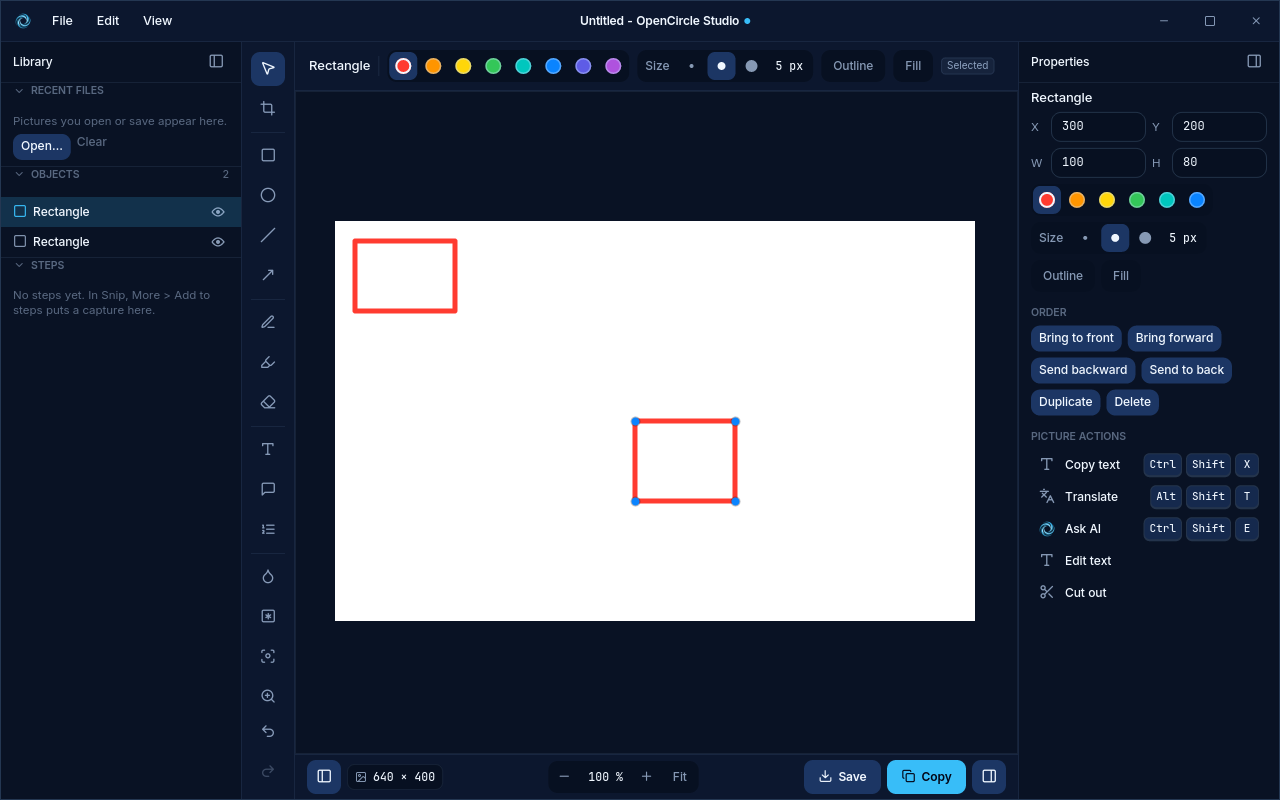 File Edit View
Untitled - OpenCircle Studio
Library
RECENT FILES
Pictures you open or save appear here.
Open... Clear
OBJECTS 2
Rectangle
Rectangle
STEPS
No steps yet. In Snip, More > Add to
steps puts a capture here.
Rectangle Size 5 px Outline Fill Selected
640 × 400 100 % Fit Save Copy
Properties
Rectangle
X 300 Y 200
W 100 H 80
Size 5 px
Outline Fill
ORDER
Bring to front Bring forward
Send backward Send to back
Duplicate Delete
PICTURE ACTIONS
Copy text Ctrl Shift X
Translate Alt Shift T
Ask AI Ctrl Shift E
Edit text
Cut out